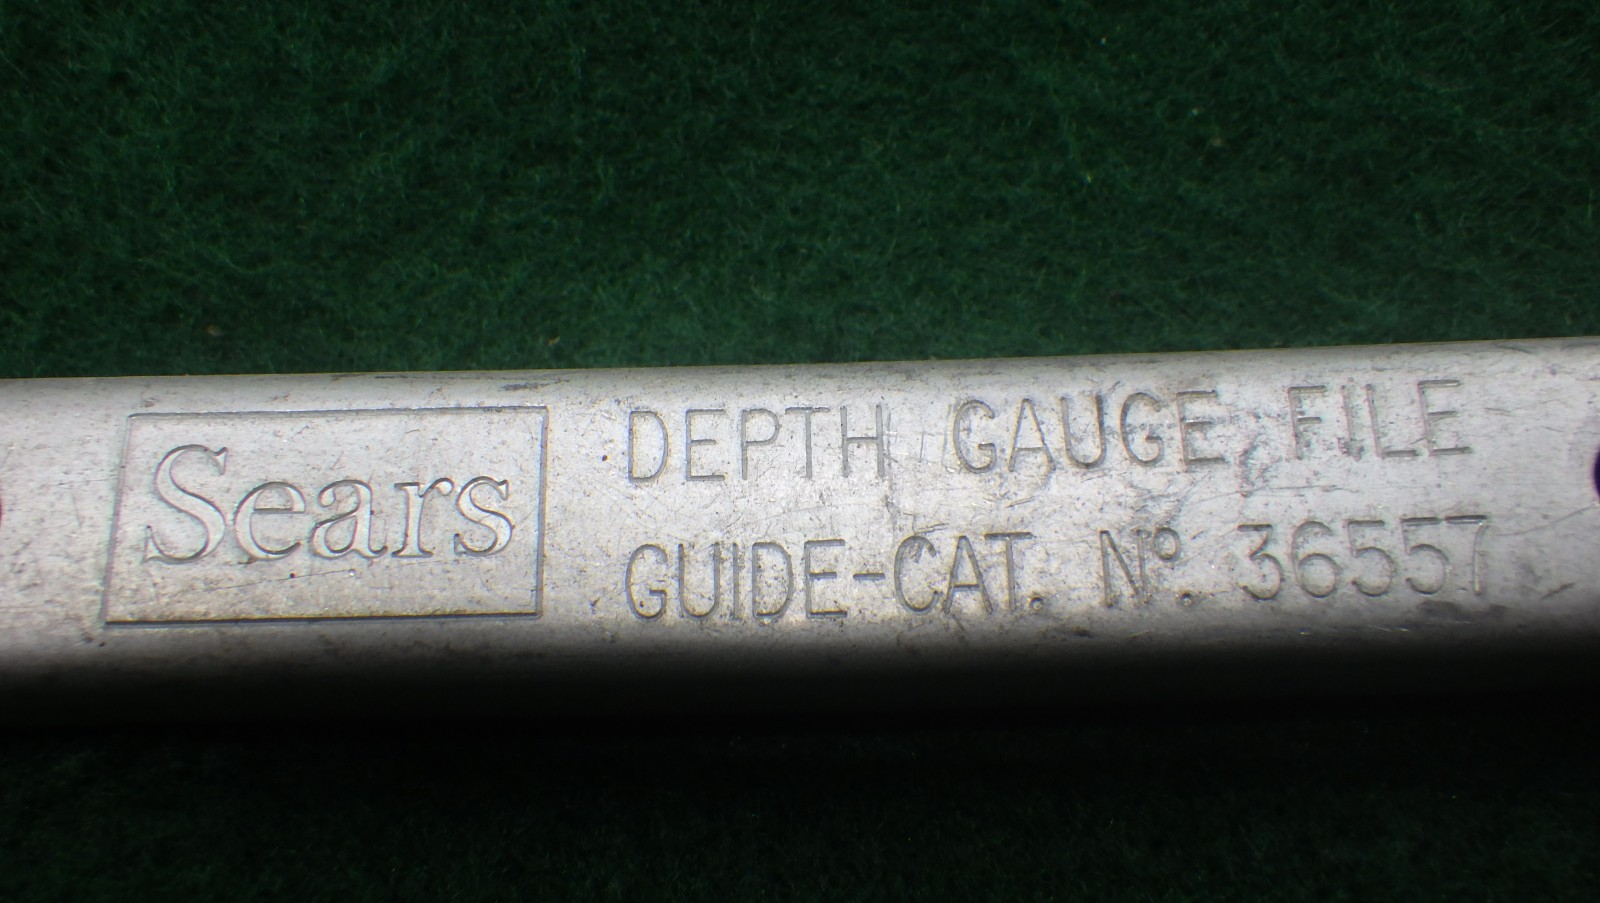 Sears
DEPTH GAUGE FILE
GUIDE-CAT. Nº. 36557